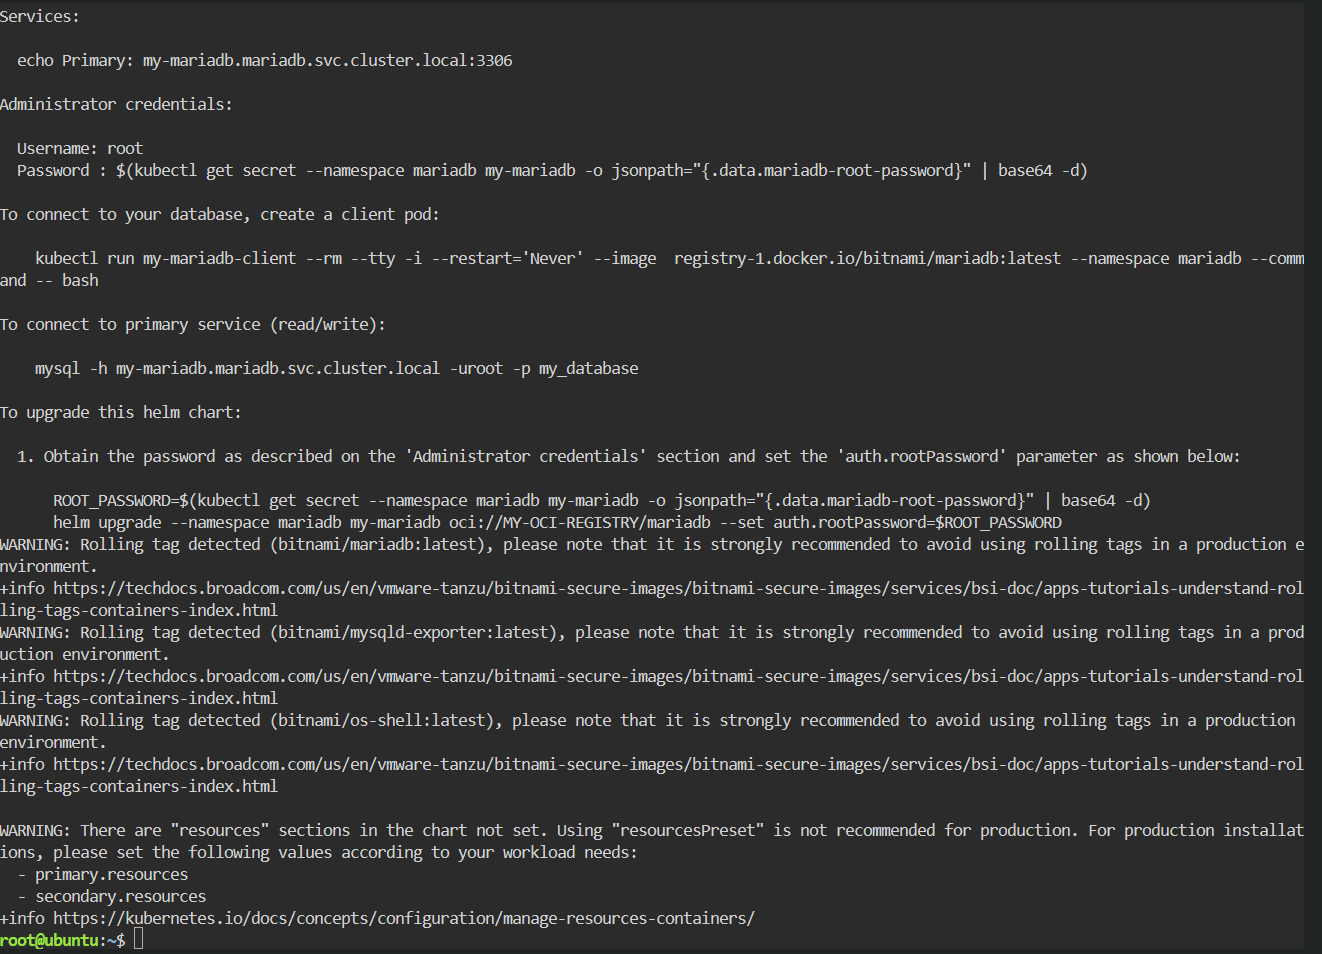 Services:
echo Primary: my-mariadb.mariadb.svc.cluster.local:3306
Administrator credentials:
Username: root
Password : $(kubectl get secret --namespace mariadb my-mariadb -o jsonpath="{.data.mariadb-root-password}" | base64 -d)
To connect to your database, create a client pod:
kubectl run my-mariadb-client --rm --tty -i --restart='Never' --image  registry-1.docker.io/bitnami/mariadb:latest --namespace mariadb --comm
and -- bash
To connect to primary service (read/write):
mysql -h my-mariadb.mariadb.svc.cluster.local -uroot -p my_database
To upgrade this helm chart:
1. Obtain the password as described on the 'Administrator credentials' section and set the 'auth.rootPassword' parameter as shown below:
ROOT_PASSWORD=$(kubectl get secret --namespace mariadb my-mariadb -o jsonpath="{.data.mariadb-root-password}" | base64 -d)
helm upgrade --namespace mariadb my-mariadb oci://MY-OCI-REGISTRY/mariadb --set auth.rootPassword=$ROOT_PASSWORD
WARNING: Rolling tag detected (bitnami/mariadb:latest), please note that it is strongly recommended to avoid using rolling tags in a production e
nvironment.
+info https://techdocs.broadcom.com/us/en/vmware-tanzu/bitnami-secure-images/bitnami-secure-images/services/bsi-doc/apps-tutorials-understand-rol
ling-tags-containers-index.html
WARNING: Rolling tag detected (bitnami/mysqld-exporter:latest), please note that it is strongly recommended to avoid using rolling tags in a prod
uction environment.
+info https://techdocs.broadcom.com/us/en/vmware-tanzu/bitnami-secure-images/bitnami-secure-images/services/bsi-doc/apps-tutorials-understand-rol
ling-tags-containers-index.html
WARNING: Rolling tag detected (bitnami/os-shell:latest), please note that it is strongly recommended to avoid using rolling tags in a production
environment.
+info https://techdocs.broadcom.com/us/en/vmware-tanzu/bitnami-secure-images/bitnami-secure-images/services/bsi-doc/apps-tutorials-understand-rol
ling-tags-containers-index.html
WARNING: There are "resources" sections in the chart not set. Using "resourcesPreset" is not recommended for production. For production installat
ions, please set the following values according to your workload needs:
- primary.resources
- secondary.resources
+info https://kubernetes.io/docs/concepts/configuration/manage-resources-containers/
root@ubuntu:~$